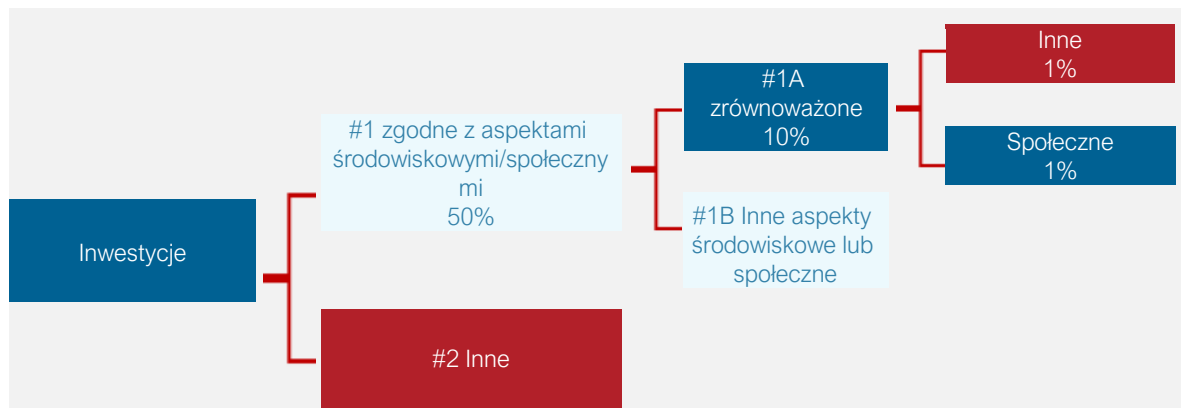 Inwestycje
#1 zgodne z aspektami
środowiskowymi/społeczny
mi
50%
#2 Inne
#1A
zrównoważone
10%
#1B Inne aspekty
środowiskowe lub
społeczne
Inne
1%
Społeczne
1%